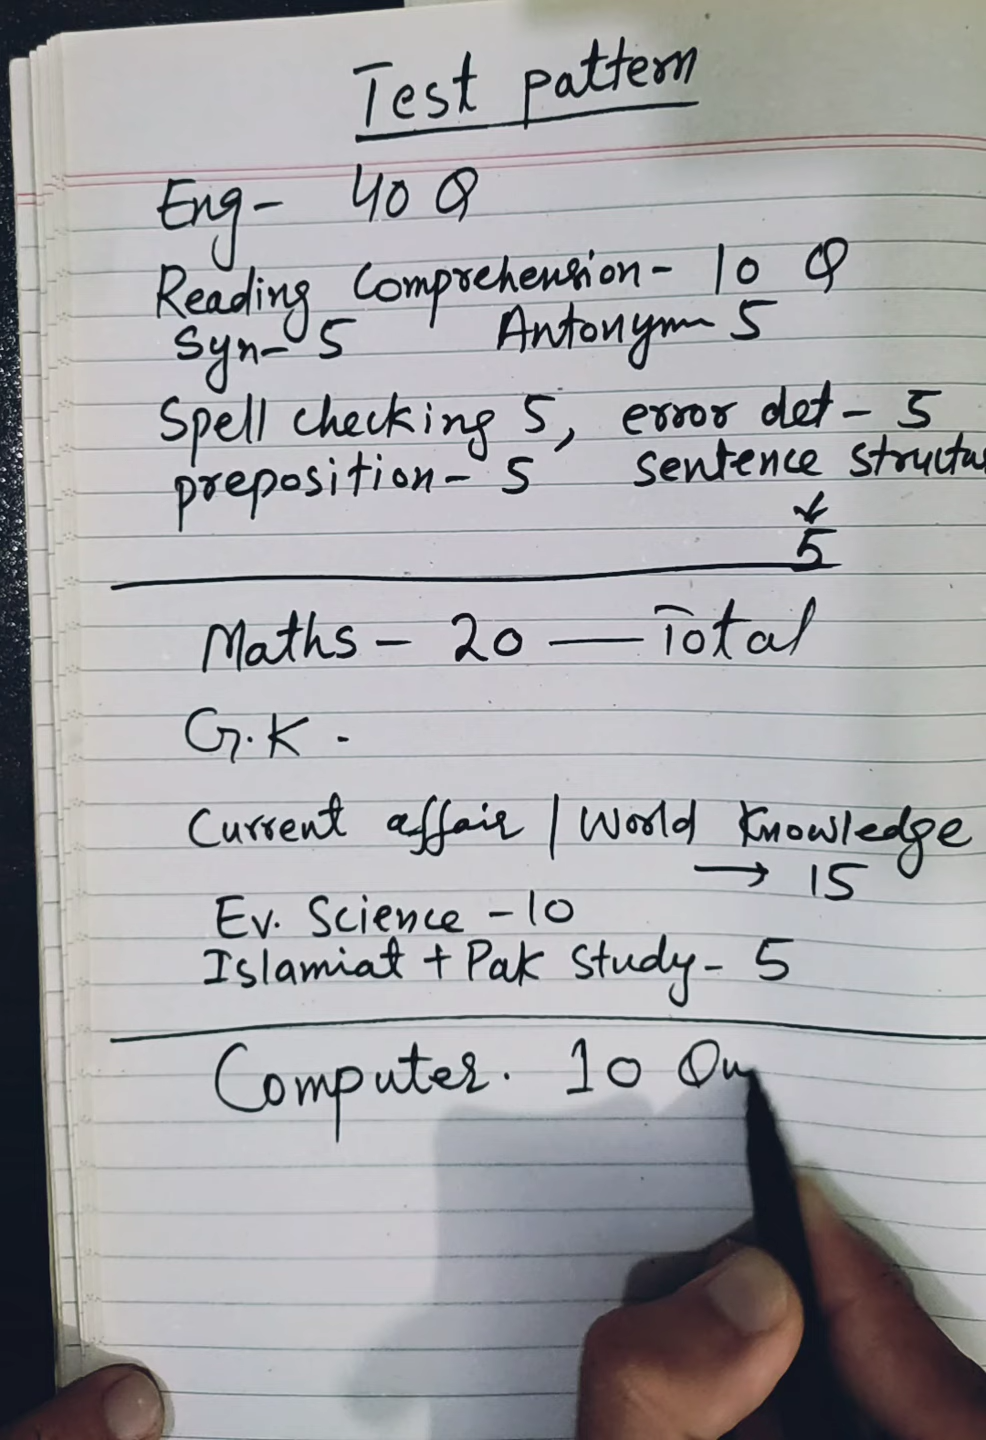 Test pattern
Eng- 40 Q
Reading Comprehension- 10 Q
Syn- 5 Antonym- 5
Spell checking 5, error det- 5
preposition- 5 sentence structu
5
Maths- 20 — Total
G.K.-
Current affair | World Knowledge
→ 15
Ev. Science -10
Islamiat + Pak Study- 5
Computer. 10 Qu